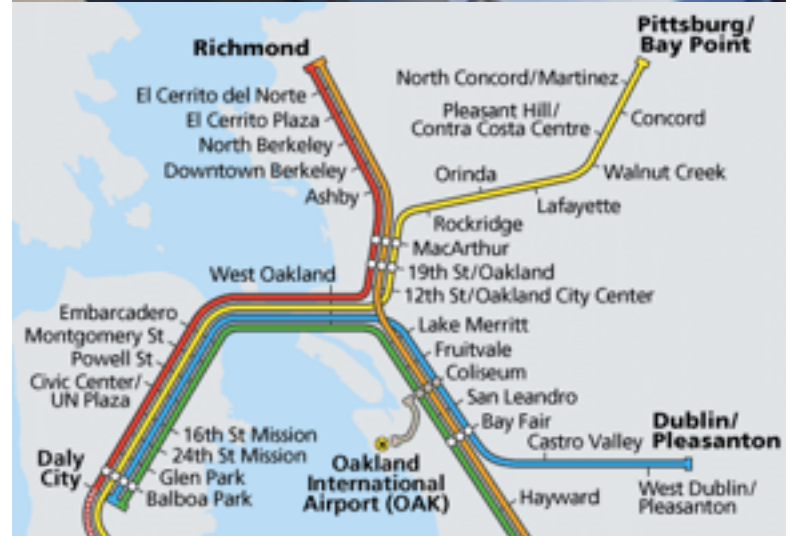 Richmond
El Cerrito del Norte
El Cerrito Plaza
North Berkeley
Downtown Berkeley
Ashby
Pittsburg/
Bay Point
North Concord/Martinez
Concord
Pleasant Hill/
Contra Costa Centre
Walnut Creek
Orinda
Lafayette
Rockridge
MacArthur
19th St/Oakland
12th St/Oakland City Center
West Oakland
Embarcadero
Montgomery St
Powell St
Civic Center/
UN Plaza
16th St Mission
24th St Mission
Glen Park
Balboa Park
Daly
City
Lake Merritt
Fruitvale
Coliseum
San Leandro
Bay Fair
Oakland
International
Airport (OAK)
Castro Valley
Dublin/
Pleasanton
West Dublin/
Pleasanton
Hayward